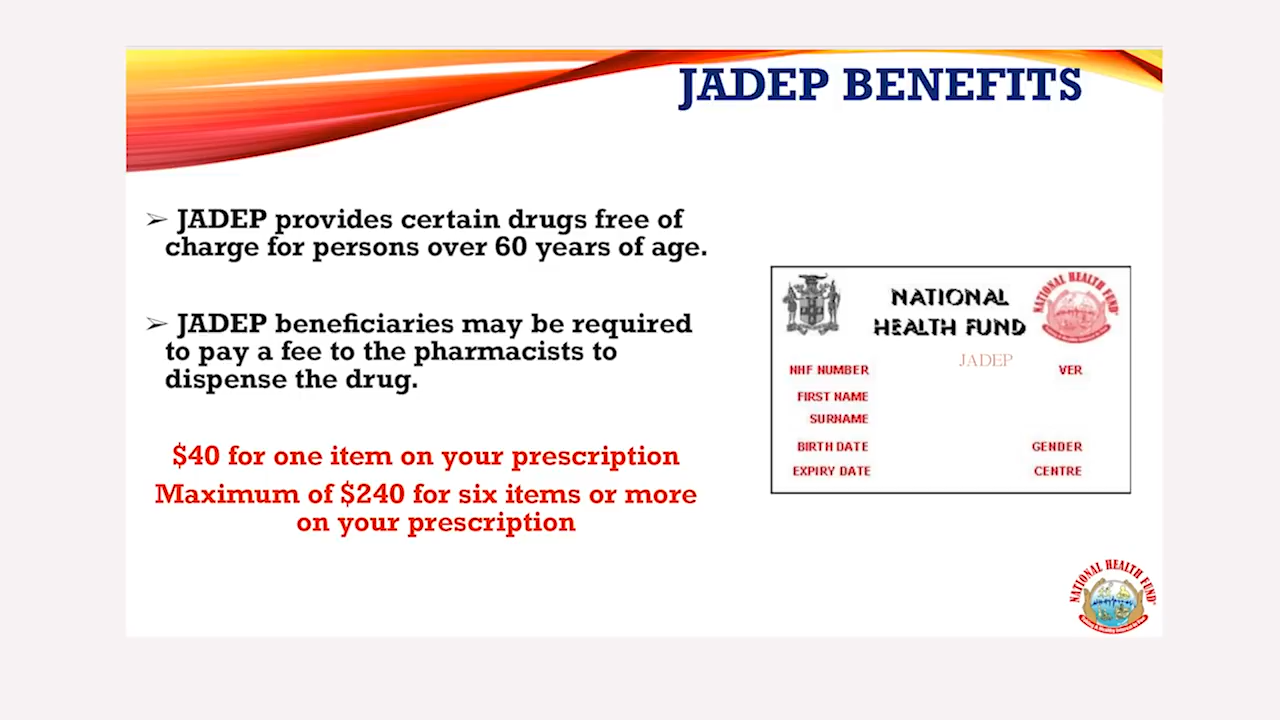 JADEP BENEFITS
➢ JADEP provides certain drugs free of
charge for persons over 60 years of age.
➢ JADEP beneficiaries may be required
to pay a fee to the pharmacists to
dispense the drug.
$40 for one item on your prescription
Maximum of $240 for six items or more
on your prescription
NATIONAL
HEALTH FUND
NATIONAL HEALTH FUND
JADEP
NHF NUMBER
VER
FIRST NAME
SURNAME
BIRTH DATE
GENDER
EXPIRY DATE
CENTRE
NATIONAL HEALTH FUND